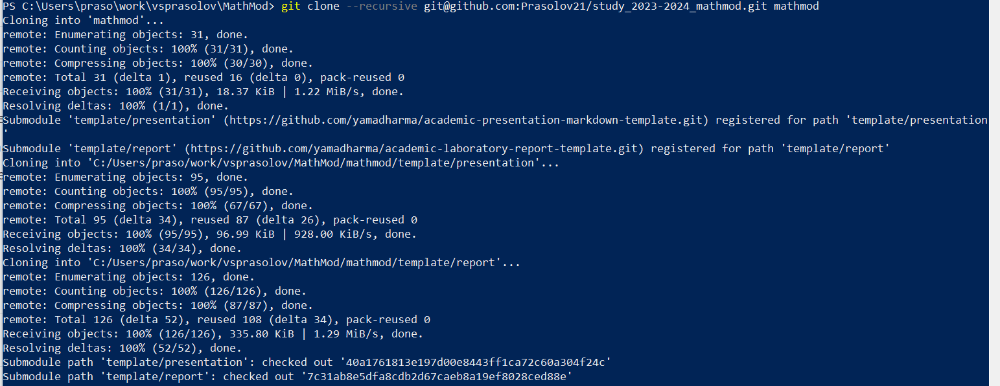 PS C:\Users\praso\work\vsprasolov\MathMod> git clone --recursive git@github.com:Prasolov21/study_2023-2024_mathmod.git mathmod
Cloning into 'mathmod'...
remote: Enumerating objects: 31, done.
remote: Counting objects: 100% (31/31), done.
remote: Compressing objects: 100% (30/30), done.
remote: Total 31 (delta 1), reused 16 (delta 0), pack-reused 0
Receiving objects: 100% (31/31), 18.37 KiB | 1.22 MiB/s, done.
Resolving deltas: 100% (1/1), done.
Submodule 'template/presentation' (https://github.com/yamadharma/academic-presentation-markdown-template.git) registered for path 'template/presentation
'
Submodule 'template/report' (https://github.com/yamadharma/academic-laboratory-report-template.git) registered for path 'template/report'
Cloning into 'C:/Users/praso/work/vsprasolov/MathMod/mathmod/template/presentation'...
remote: Enumerating objects: 95, done.
remote: Counting objects: 100% (95/95), done.
remote: Compressing objects: 100% (67/67), done.
remote: Total 95 (delta 34), reused 87 (delta 26), pack-reused 0
Receiving objects: 100% (95/95), 96.99 KiB | 928.00 KiB/s, done.
Resolving deltas: 100% (34/34), done.
Cloning into 'C:/Users/praso/work/vsprasolov/MathMod/mathmod/template/report'...
remote: Enumerating objects: 126, done.
remote: Counting objects: 100% (126/126), done.
remote: Compressing objects: 100% (87/87), done.
remote: Total 126 (delta 52), reused 108 (delta 34), pack-reused 0
Receiving objects: 100% (126/126), 335.80 KiB | 1.29 MiB/s, done.
Resolving deltas: 100% (52/52), done.
Submodule path 'template/presentation': checked out '40a1761813e197d00e8443ff1ca72c60a304f24c'
Submodule path 'template/report': checked out '7c31ab8e5dfa8cdb2d67caeb8a19ef8028ced88e'